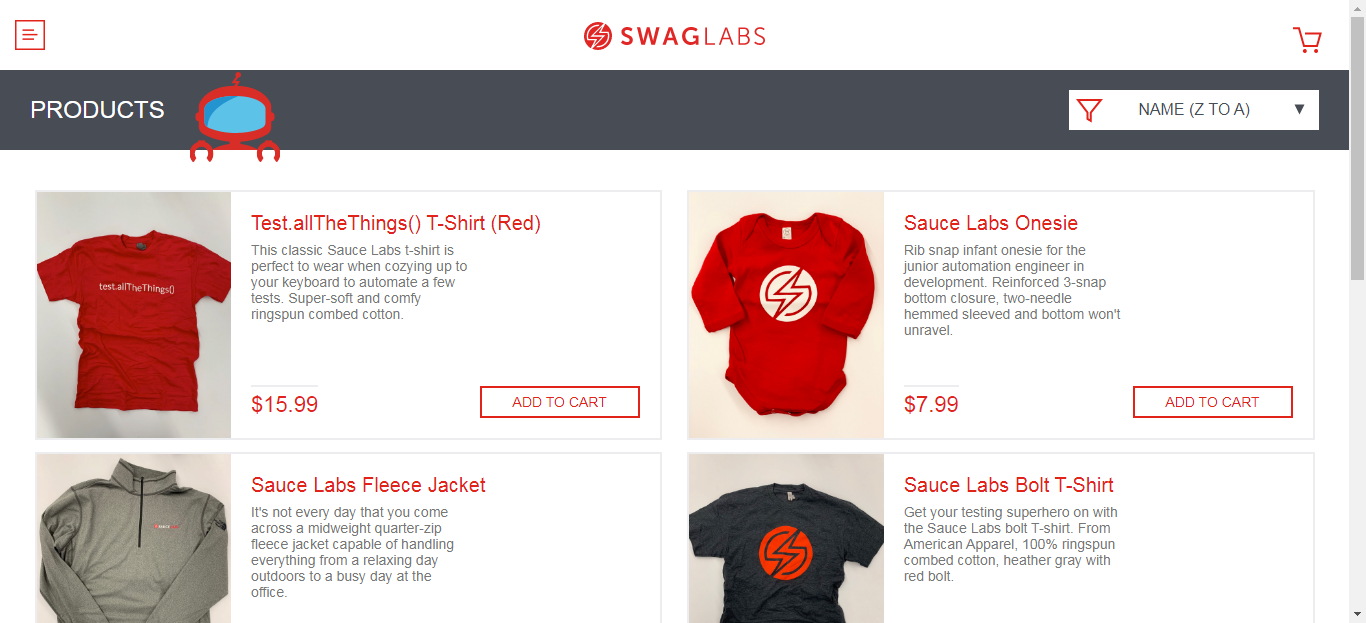 SWAGLABS
PRODUCTS
NAME (Z TO A)
test.allTheThings()
Test.allTheThings() T-Shirt (Red)
This classic Sauce Labs t-shirt is
perfect to wear when cozying up to
your keyboard to automate a few
tests. Super-soft and comfy
ringspun combed cotton.
$15.99
ADD TO CART
Sauce Labs Onesie
Rib snap infant onesie for the
junior automation engineer in
development. Reinforced 3-snap
bottom closure, two-needle
hemmed sleeved and bottom won't
unravel.
$7.99
ADD TO CART
Sauce Labs Fleece Jacket
It's not every day that you come
across a midweight quarter-zip
fleece jacket capable of handling
everything from a relaxing day
outdoors to a busy day at the
office.
Sauce Labs Bolt T-Shirt
Get your testing superhero on with
the Sauce Labs bolt T-shirt. From
American Apparel, 100% ringspun
combed cotton, heather gray with
red bolt.